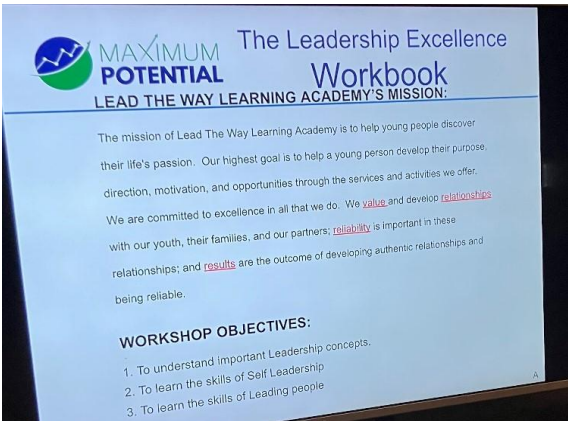 MAXIMUM
POTENTIAL
The Leadership Excellence
Workbook
LEAD THE WAY LEARNING ACADEMY'S MISSION:
The mission of Lead The Way Learning Academy is to help young people discover
their life's passion. Our highest goal is to help a young person develop their purpose,
direction, motivation, and opportunities through the services and activities we offer.
We are committed to excellence in all that we do. We value and develop relationships
with our youth, their families, and our partners; reliability is important in these
relationships; and results are the outcome of developing authentic relationships and
being reliable.
WORKSHOP OBJECTIVES:
1. To understand important Leadership concepts.
2. To learn the skills of Self Leadership
3. To learn the skills of Leading people
A